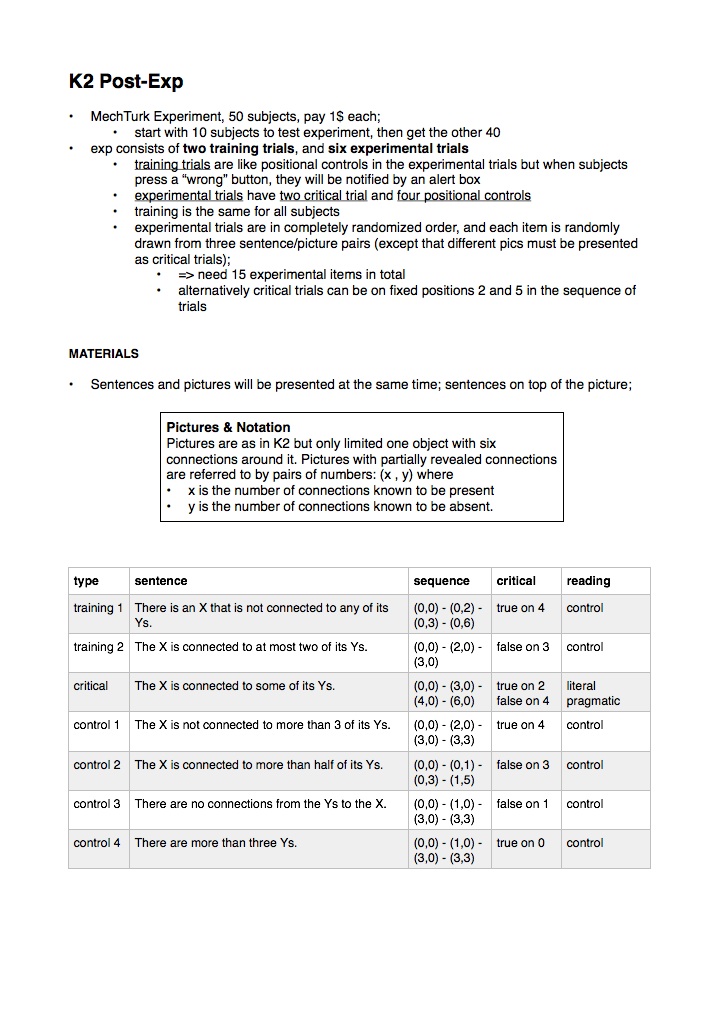 K2 Post-Exp
• MechTurk Experiment, 50 subjects, pay 1$ each;
• start with 10 subjects to test experiment, then get the other 40
• exp consists of two training trials, and six experimental trials
• training trials are like positional controls in the experimental trials but when subjects
press a “wrong” button, they will be notified by an alert box
• experimental trials have two critical trial and four positional controls
• training is the same for all subjects
• experimental trials are in completely randomized order, and each item is randomly
drawn from three sentence/picture pairs (except that different pics must be presented
as critical trials);
• => need 15 experimental items in total
• alternatively critical trials can be on fixed positions 2 and 5 in the sequence of
trials
MATERIALS
• Sentences and pictures will be presented at the same time; sentences on top of the picture;
Pictures & Notation
Pictures are as in K2 but only limited one object with six
connections around it. Pictures with partially revealed connections
are referred to by pairs of numbers: (x , y) where
• x is the number of connections known to be present
• y is the number of connections known to be absent.
type sentence sequence critical reading
training 1 There is an X that is not connected to any of its (0,0) - (0,2) - true on 4 control
Ys. (0,3) - (0,6)
training 2 The X is connected to at most two of its Ys. (0,0) - (2,0) - false on 3 control
(3,0)
critical The X is connected to some of its Ys. (0,0) - (3,0) - true on 2 literal
(4,0) - (6,0) false on 4 pragmatic
control 1 The X is not connected to more than 3 of its Ys. (0,0) - (2,0) - true on 4 control
(3,0) - (3,3)
control 2 The X is connected to more than half of its Ys. (0,0) - (0,1) - false on 3 control
(0,3) - (1,5)
control 3 There are no connections from the Ys to the X. (0,0) - (1,0) - false on 1 control
(3,0) - (3,3)
control 4 There are more than three Ys. (0,0) - (1,0) - true on 0 control
(3,0) - (3,3)